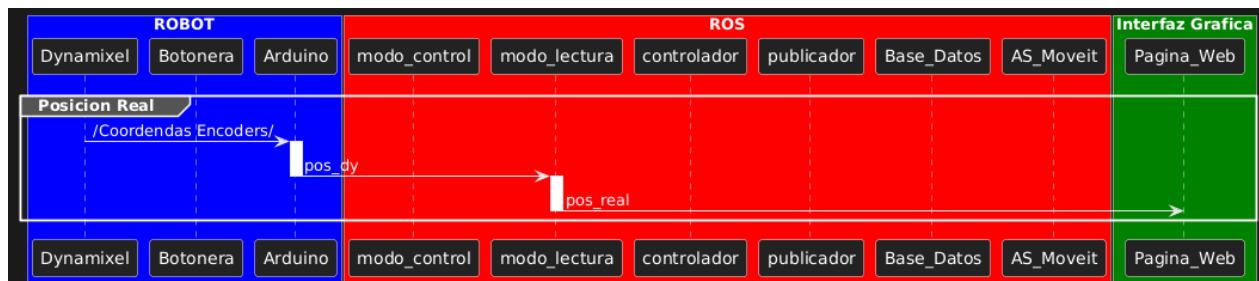 ROBOT ROS Interfaz Grafica
Dynamixel Botonera Arduino modo_control modo_lectura controlador publicador Base_Datos AS_Moveit Pagina_Web
Posicion Real
/Coordendas Encoders/
pos_dy
pos_real
Dynamixel Botonera Arduino modo_control modo_lectura controlador publicador Base_Datos AS_Moveit Pagina_Web